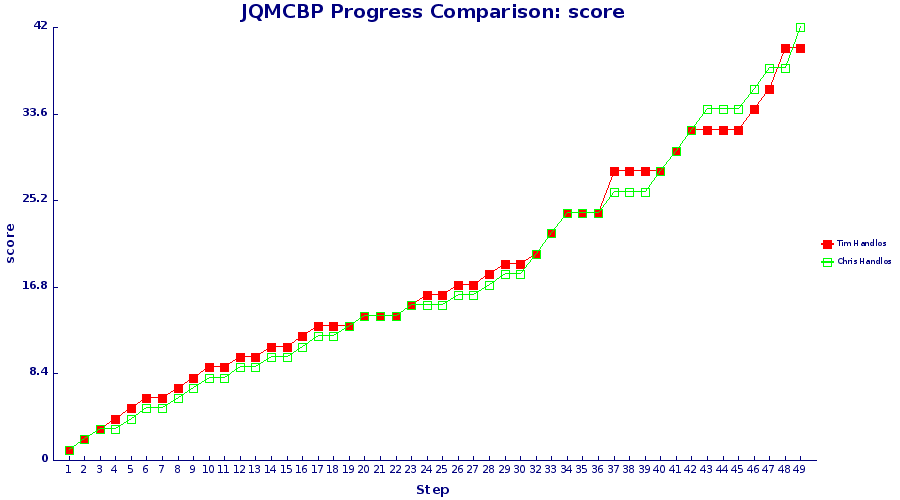 JQMCBP Progress Comparison: score
42
33.6
25.2
16.8
8.4
0
score
Tim Handlos
Chris Handlos
1 2 3 4 5 6 7 8 9 10 11 12 13 14 15 16 17 18 19 20 21 22 23 24 25 26 27 28 29 30 32 33 34 35 36 37 38 39 40 41 42 43 44 45 46 47 48 49
Step